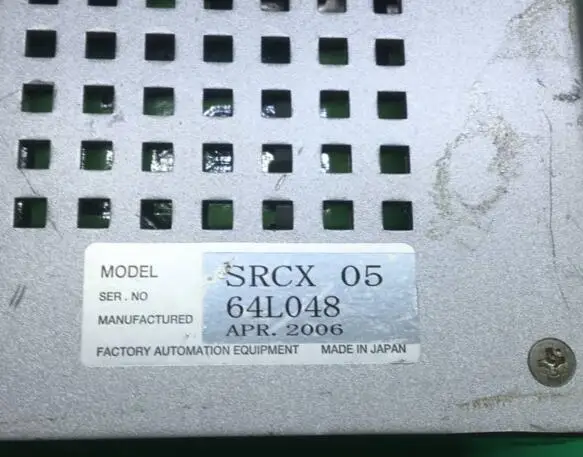 MODEL SRCX 05
SER. NO 64L048
MANUFACTURED APR. 2006
FACTORY AUTOMATION EQUIPMENT MADE IN JAPAN